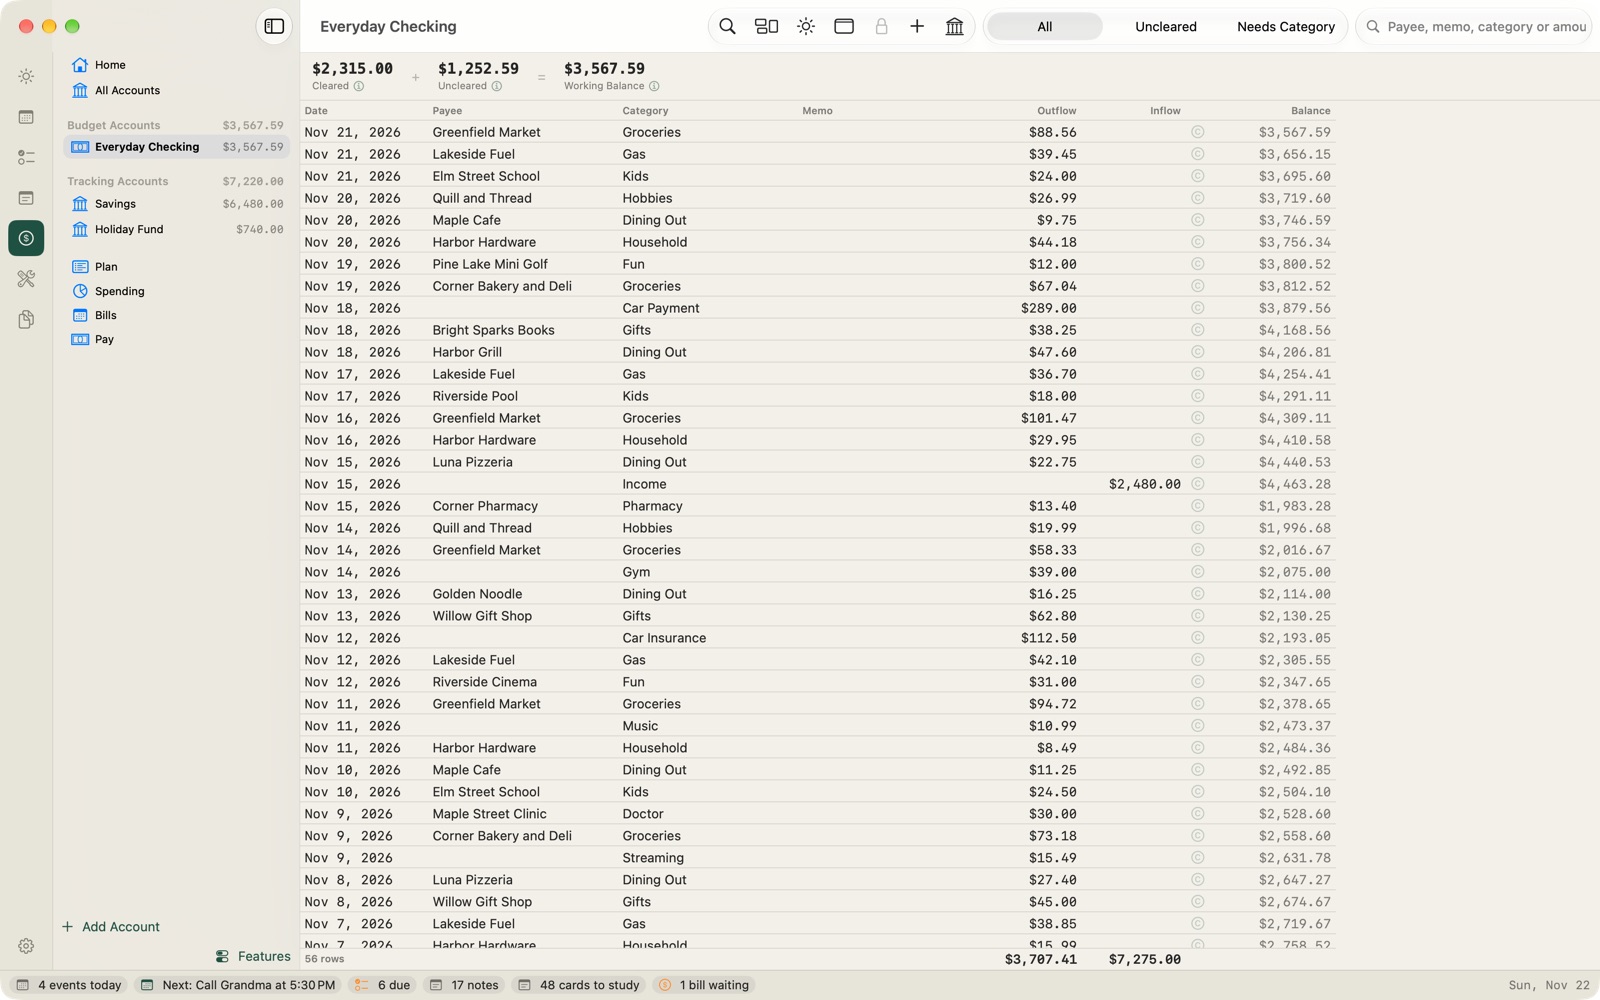 Everyday Checking
All
Uncleared
Needs Category
Payee, memo, category or amou
Home
All Accounts
Budget Accounts $3,567.59
Everyday Checking $3,567.59
Tracking Accounts $7,220.00
Savings $6,480.00
Holiday Fund $740.00
Plan
Spending
Bills
Pay
+ Add Account
Features
$2,315.00 + $1,252.59 = $3,567.59
Cleared Uncleared Working Balance
Date Payee Category Memo Outflow Inflow Balance
Nov 21, 2026 Greenfield Market Groceries $88.56 $3,567.59
Nov 21, 2026 Lakeside Fuel Gas $39.45 $3,656.15
Nov 21, 2026 Elm Street School Kids $24.00 $3,695.60
Nov 20, 2026 Quill and Thread Hobbies $26.99 $3,719.60
Nov 20, 2026 Maple Cafe Dining Out $9.75 $3,746.59
Nov 20, 2026 Harbor Hardware Household $44.18 $3,756.34
Nov 19, 2026 Pine Lake Mini Golf Fun $12.00 $3,800.52
Nov 19, 2026 Corner Bakery and Deli Groceries $67.04 $3,812.52
Nov 18, 2026 Car Payment $289.00 $3,879.56
Nov 18, 2026 Bright Sparks Books Gifts $38.25 $4,168.56
Nov 18, 2026 Harbor Grill Dining Out $47.60 $4,206.81
Nov 17, 2026 Lakeside Fuel Gas $36.70 $4,254.41
Nov 17, 2026 Riverside Pool Kids $18.00 $4,291.11
Nov 16, 2026 Greenfield Market Groceries $101.47 $4,309.11
Nov 16, 2026 Harbor Hardware Household $29.95 $4,410.58
Nov 15, 2026 Luna Pizzeria Dining Out $22.75 $4,440.53
Nov 15, 2026 Income $2,480.00 $4,463.28
Nov 15, 2026 Corner Pharmacy Pharmacy $13.40 $1,983.28
Nov 14, 2026 Quill and Thread Hobbies $19.99 $1,996.68
Nov 14, 2026 Greenfield Market Groceries $58.33 $2,016.67
Nov 14, 2026 Gym $39.00 $2,075.00
Nov 13, 2026 Golden Noodle Dining Out $16.25 $2,114.00
Nov 13, 2026 Willow Gift Shop Gifts $62.80 $2,130.25
Nov 12, 2026 Car Insurance $112.50 $2,193.05
Nov 12, 2026 Lakeside Fuel Gas $42.10 $2,305.55
Nov 12, 2026 Riverside Cinema Fun $31.00 $2,347.65
Nov 11, 2026 Greenfield Market Groceries $94.72 $2,378.65
Nov 11, 2026 Music $10.99 $2,473.37
Nov 11, 2026 Harbor Hardware Household $8.49 $2,484.36
Nov 10, 2026 Maple Cafe Dining Out $11.25 $2,492.85
Nov 10, 2026 Elm Street School Kids $24.50 $2,504.10
Nov 9, 2026 Maple Street Clinic Doctor $30.00 $2,528.60
Nov 9, 2026 Corner Bakery and Deli Groceries $73.18 $2,558.60
Nov 9, 2026 Streaming $15.49 $2,631.78
Nov 8, 2026 Luna Pizzeria Dining Out $27.40 $2,647.27
Nov 8, 2026 Willow Gift Shop Gifts $45.00 $2,674.67
Nov 7, 2026 Lakeside Fuel Gas $38.85 $2,719.67
Nov 7, 2026 Harbor Hardware Household $15.99 $2,758.52
56 rows $3,707.41 $7,275.00
4 events today
Next: Call Grandma at 5:30 PM
6 due
17 notes
48 cards to study
1 bill waiting
Sun, Nov 22